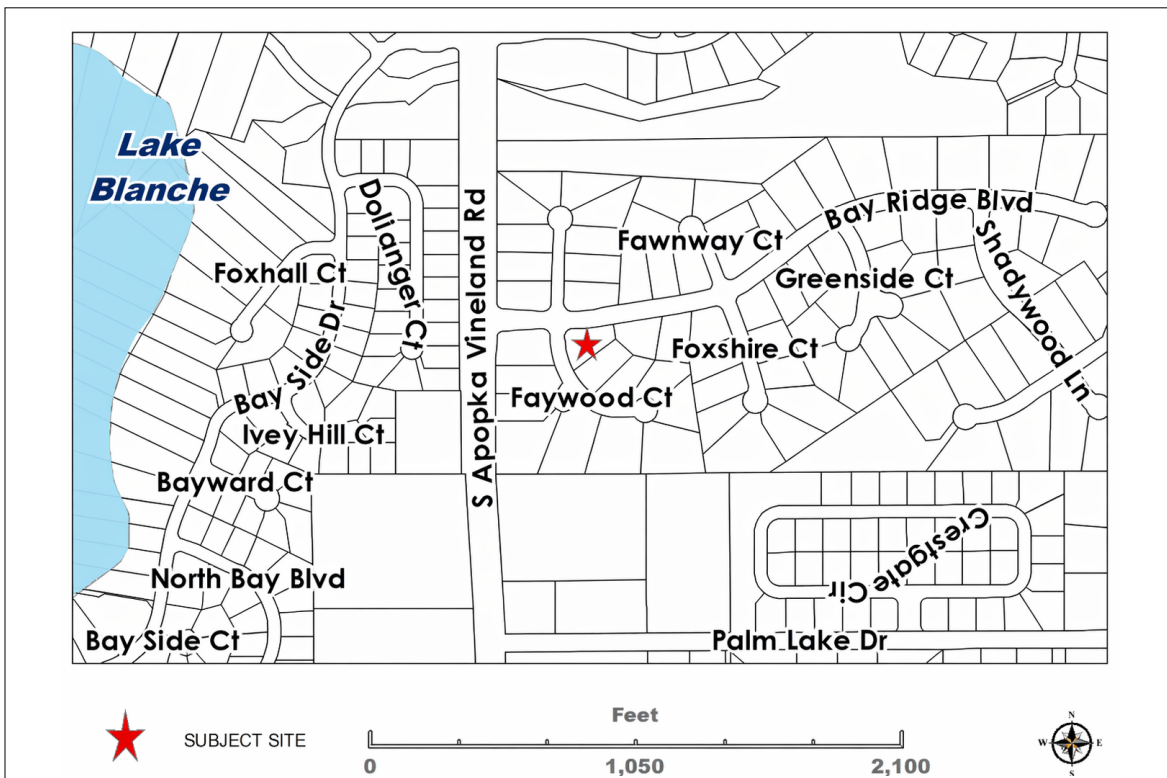 Lake
Blanche
Dolianger Ct
S Apopka Vineland Rd
Bay Ridge Blvd
Fawnway Ct
Shadywood Ln
Foxhall Ct
Greenside Ct
Bay Side Dr
Foxshire Ct
Faywood Ct
Ivey Hill Ct
Bayward Ct
Crestgate Cir
North Bay Blvd
Bay Side Ct
Palm Lake Dr
SUBJECT SITE
Feet
0 1,050 2,100
N
W E
S